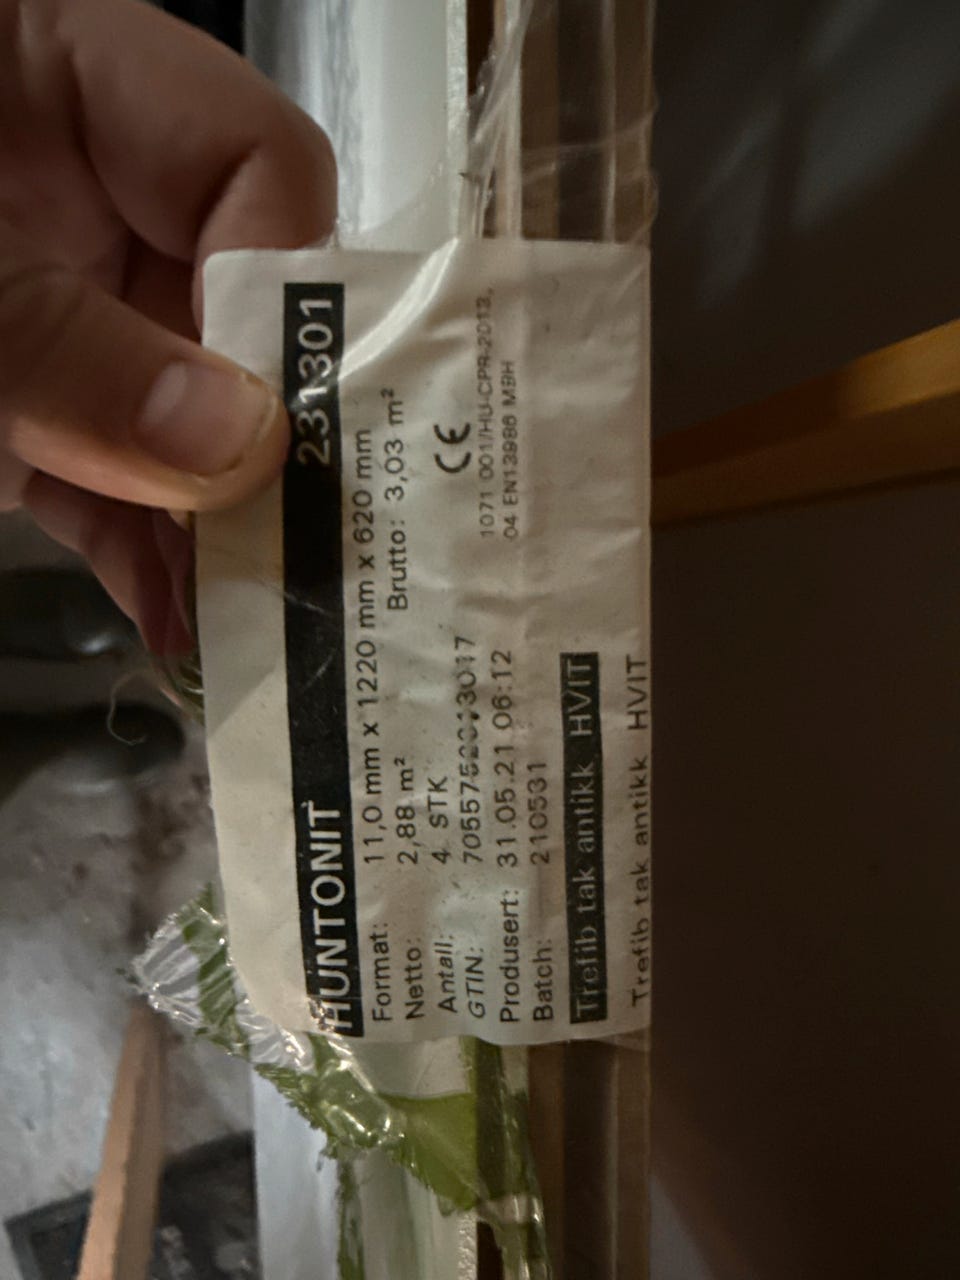 HUNTONIT 231301
Format: 11,0 mm x 1220 mm x 620 mm
Netto: 2,88 m² Brutto: 3,03 m²
Antall: 4 STK
GTIN:
Produsert: 31.05.21 06:12
Batch: 210531
CE
1071 001/HU-CPR-2013,
04 EN13986 MBH
Trefib tak antikk HVIT
Trefib tak antikk HVIT